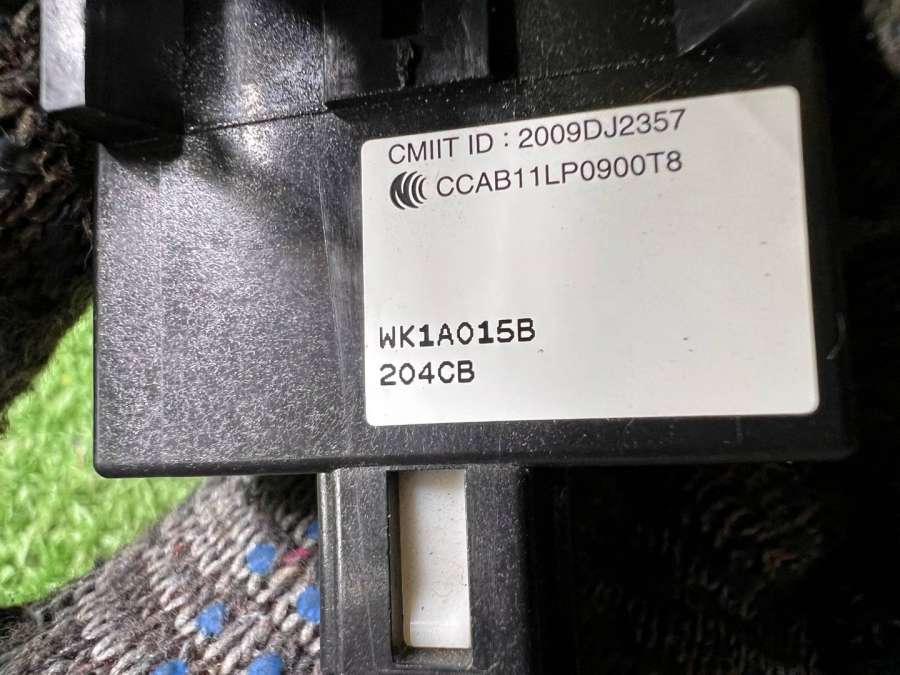 CMIIT ID : 2009DJ2357
CCAB11LP0900T8
WK1A015B
204CB